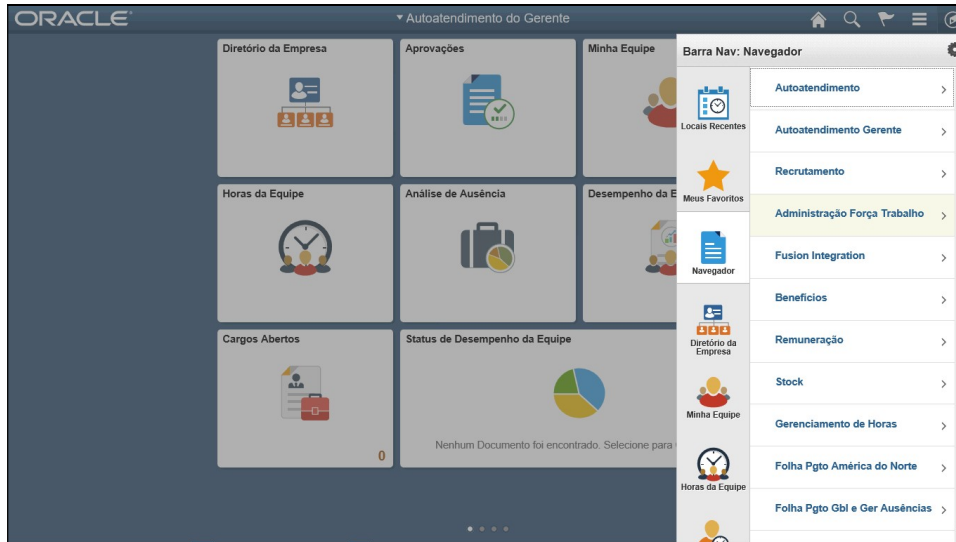 ORACLE
Autoatendimento do Gerente
Diretório da Empresa
Aprovações
Minha Equipe
Horas da Equipe
Análise de Ausência
Desempenho da E
Cargos Abertos
0
Status de Desempenho da Equipe
Nenhum Documento foi encontrado. Selecione para
Barra Nav: Navegador
Locais Recentes
Meus Favoritos
Navegador
Diretório da
Empresa
Minha Equipe
Horas da Equipe
Autoatendimento
Autoatendimento Gerente
Recrutamento
Administração Força Trabalho
Fusion Integration
Benefícios
Remuneração
Stock
Gerenciamento de Horas
Folha Pgto América do Norte
Folha Pgto Gbl e Ger Ausências